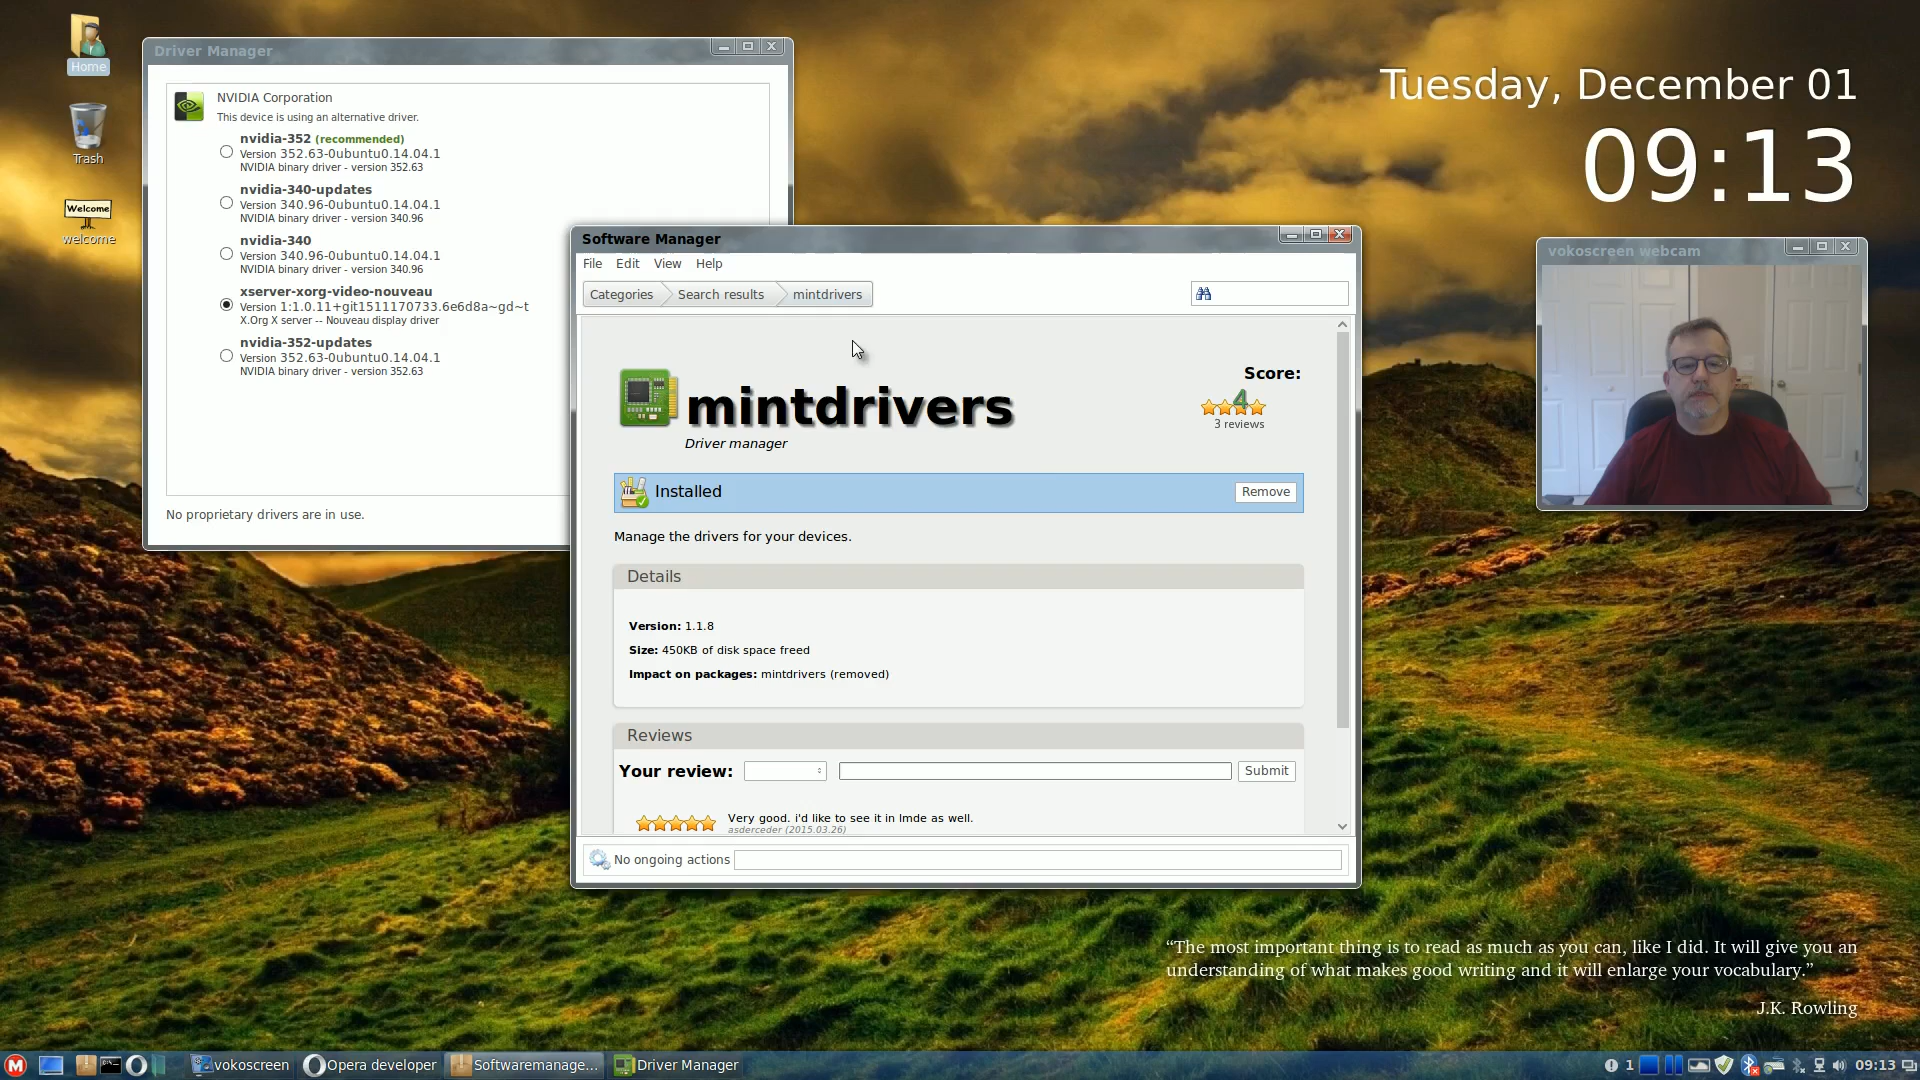 Home
Trash
Welcome
welcome
Driver Manager
NVIDIA Corporation
This device is using an alternative driver.
nvidia-352 (recommended)
Version 352.63-0ubuntu0.14.04.1
NVIDIA binary driver - version 352.63
nvidia-340-updates
Version 340.96-0ubuntu0.14.04.1
NVIDIA binary driver - version 340.96
nvidia-340
Version 340.96-0ubuntu0.14.04.1
NVIDIA binary driver - version 340.96
xserver-xorg-video-nouveau
Version 1:1.0.11+git1511170733.6e6d8a~gd~t
X.Org X server -- Nouveau display driver
nvidia-352-updates
Version 352.63-0ubuntu0.14.04.1
NVIDIA binary driver - version 352.63
No proprietary drivers are in use.
Software Manager
File Edit View Help
Categories Search results mintdrivers
mintdrivers
Driver manager
Score:
4
3 reviews
Installed
Remove
Manage the drivers for your devices.
Details
Version: 1.1.8
Size: 450KB of disk space freed
Impact on packages: mintdrivers (removed)
Reviews
Your review:
Submit
Very good. i'd like to see it in lmde as well.
asderceder (2015.03.26)
No ongoing actions
Tuesday, December 01
09:13
vokoscreen webcam
“The most important thing is to read as much as you can, like I did. It will give you an
understanding of what makes good writing and it will enlarge your vocabulary.”
J.K. Rowling
vokoscreen
Opera developer
Softwaremanage...
Driver Manager
1
09:13